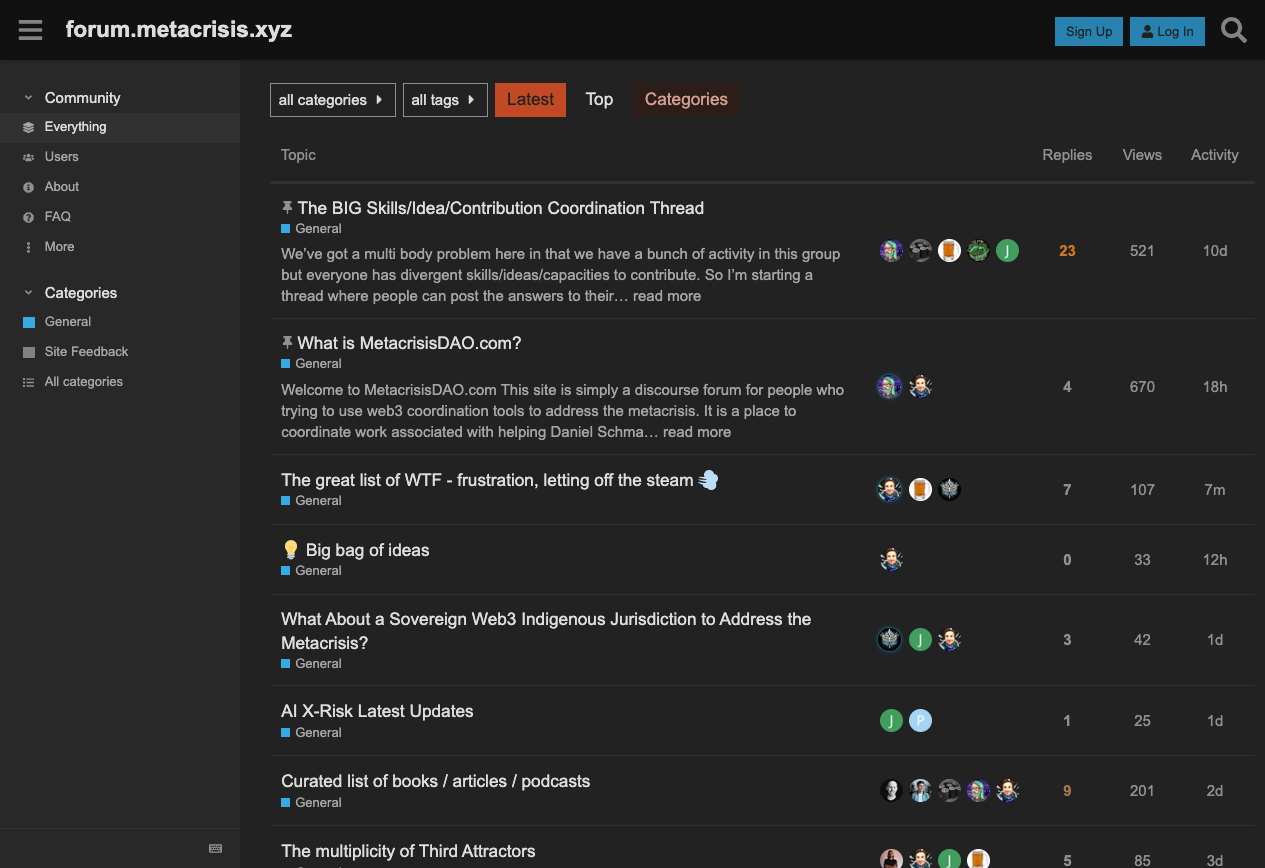 forum.metacrisis.xyz
Sign Up
Log In
Community
Everything
Users
About
FAQ
More
Categories
General
Site Feedback
All categories
all categories
all tags
Latest
Top
Categories
Topic
Replies
Views
Activity
The BIG Skills/Idea/Contribution Coordination Thread
General
We’ve got a multi body problem here in that we have a bunch of activity in this group
but everyone has divergent skills/ideas/capacities to contribute. So I’m starting a
thread where people can post the answers to their… read more
J
23
521
10d
What is MetacrisisDAO.com?
General
Welcome to MetacrisisDAO.com This site is simply a discourse forum for people who
trying to use web3 coordination tools to address the metacrisis. It is a place to
coordinate work associated with helping Daniel Schma… read more
4
670
18h
The great list of WTF - frustration, letting off the steam 💨
General
7
107
7m
💡 Big bag of ideas
General
0
33
12h
What About a Sovereign Web3 Indigenous Jurisdiction to Address the
Metacrisis?
General
J
3
42
1d
AI X-Risk Latest Updates
General
J
P
1
25
1d
Curated list of books / articles / podcasts
General
9
201
2d
The multiplicity of Third Attractors
J
5
85
3d